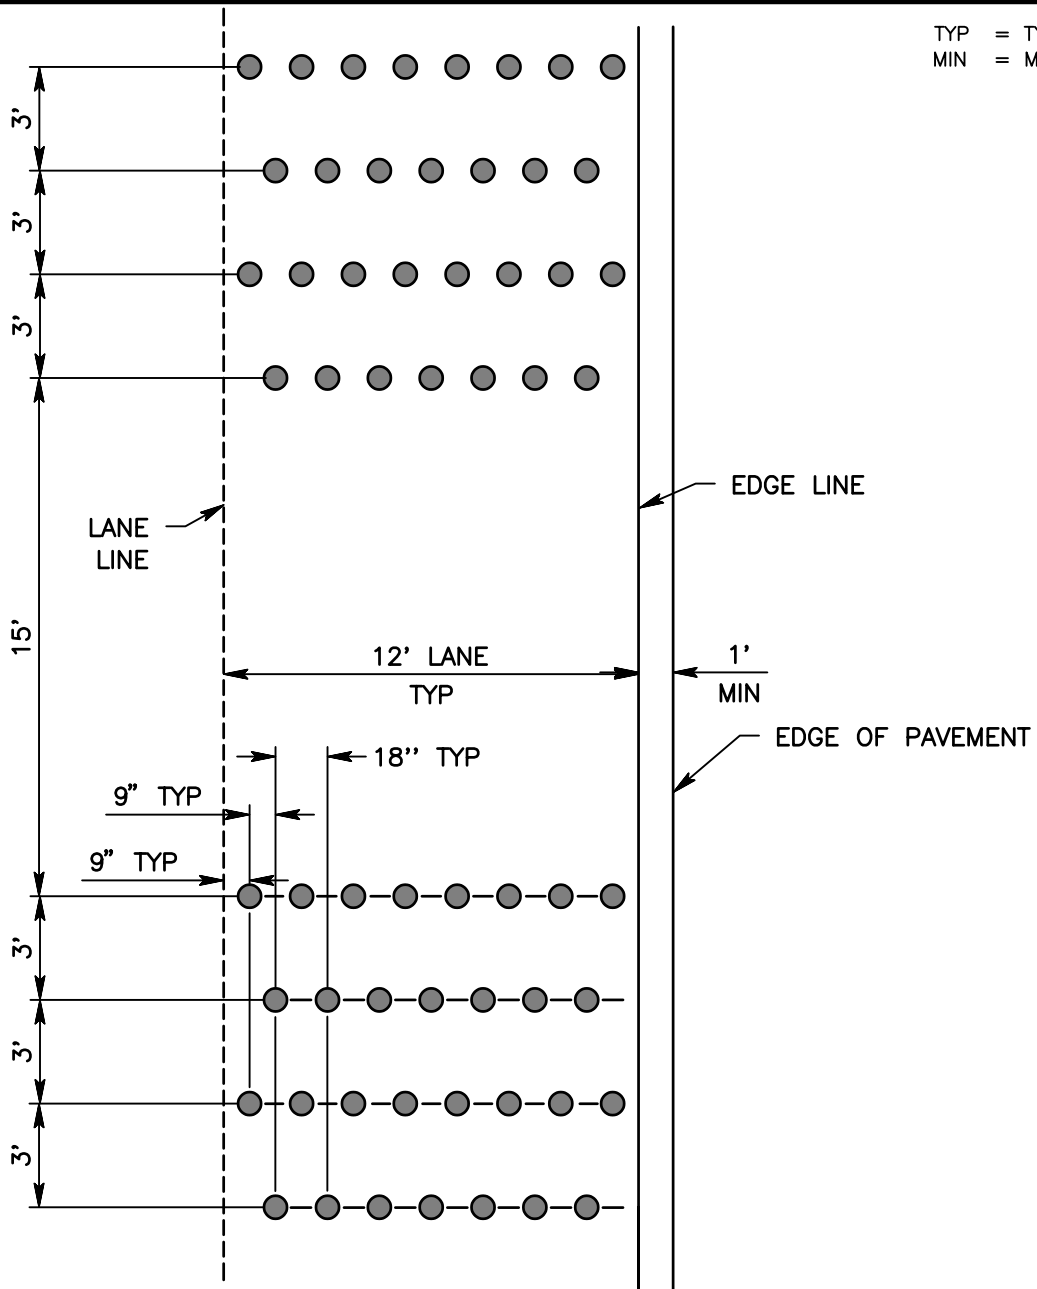 TYP =
MIN =
3'
3'
3'
EDGE LINE
LANE
LINE
15'
12' LANE
TYP
1'
MIN
EDGE OF PAVEMENT
18'' TYP
9" TYP
9" TYP
3'
3'
3'